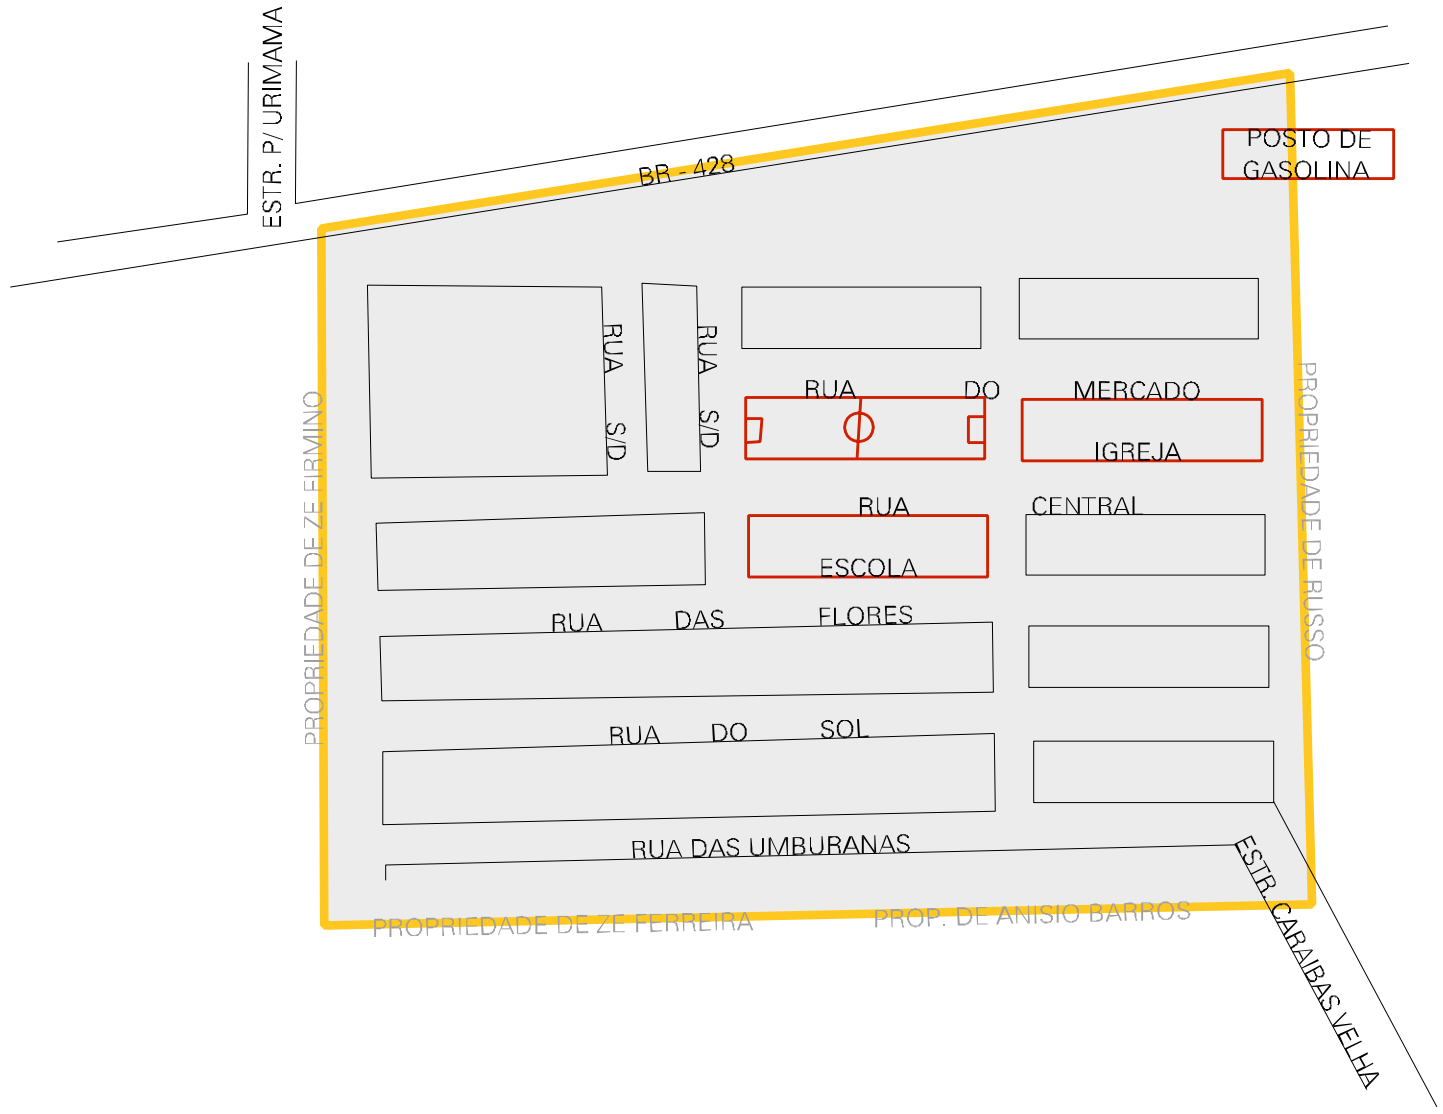 ESTR. P/ URIMAMA
BR - 428
POSTO DE
GASOLINA
RUA S/D
RUA S/D
RUA DO MERCADO
IGREJA
RUA CENTRAL
ESCOLA
RUA DAS FLORES
RUA DO SOL
RUA DAS UMBURANAS
PROPRIEDADE DE ZE FIRMINO
PROPRIEDADE DE RUSSO
PROPRIEDADE DE ZE FERREIRA
PROP. DE ANISIO BARROS
ESTR. CARAIBAS VELHA